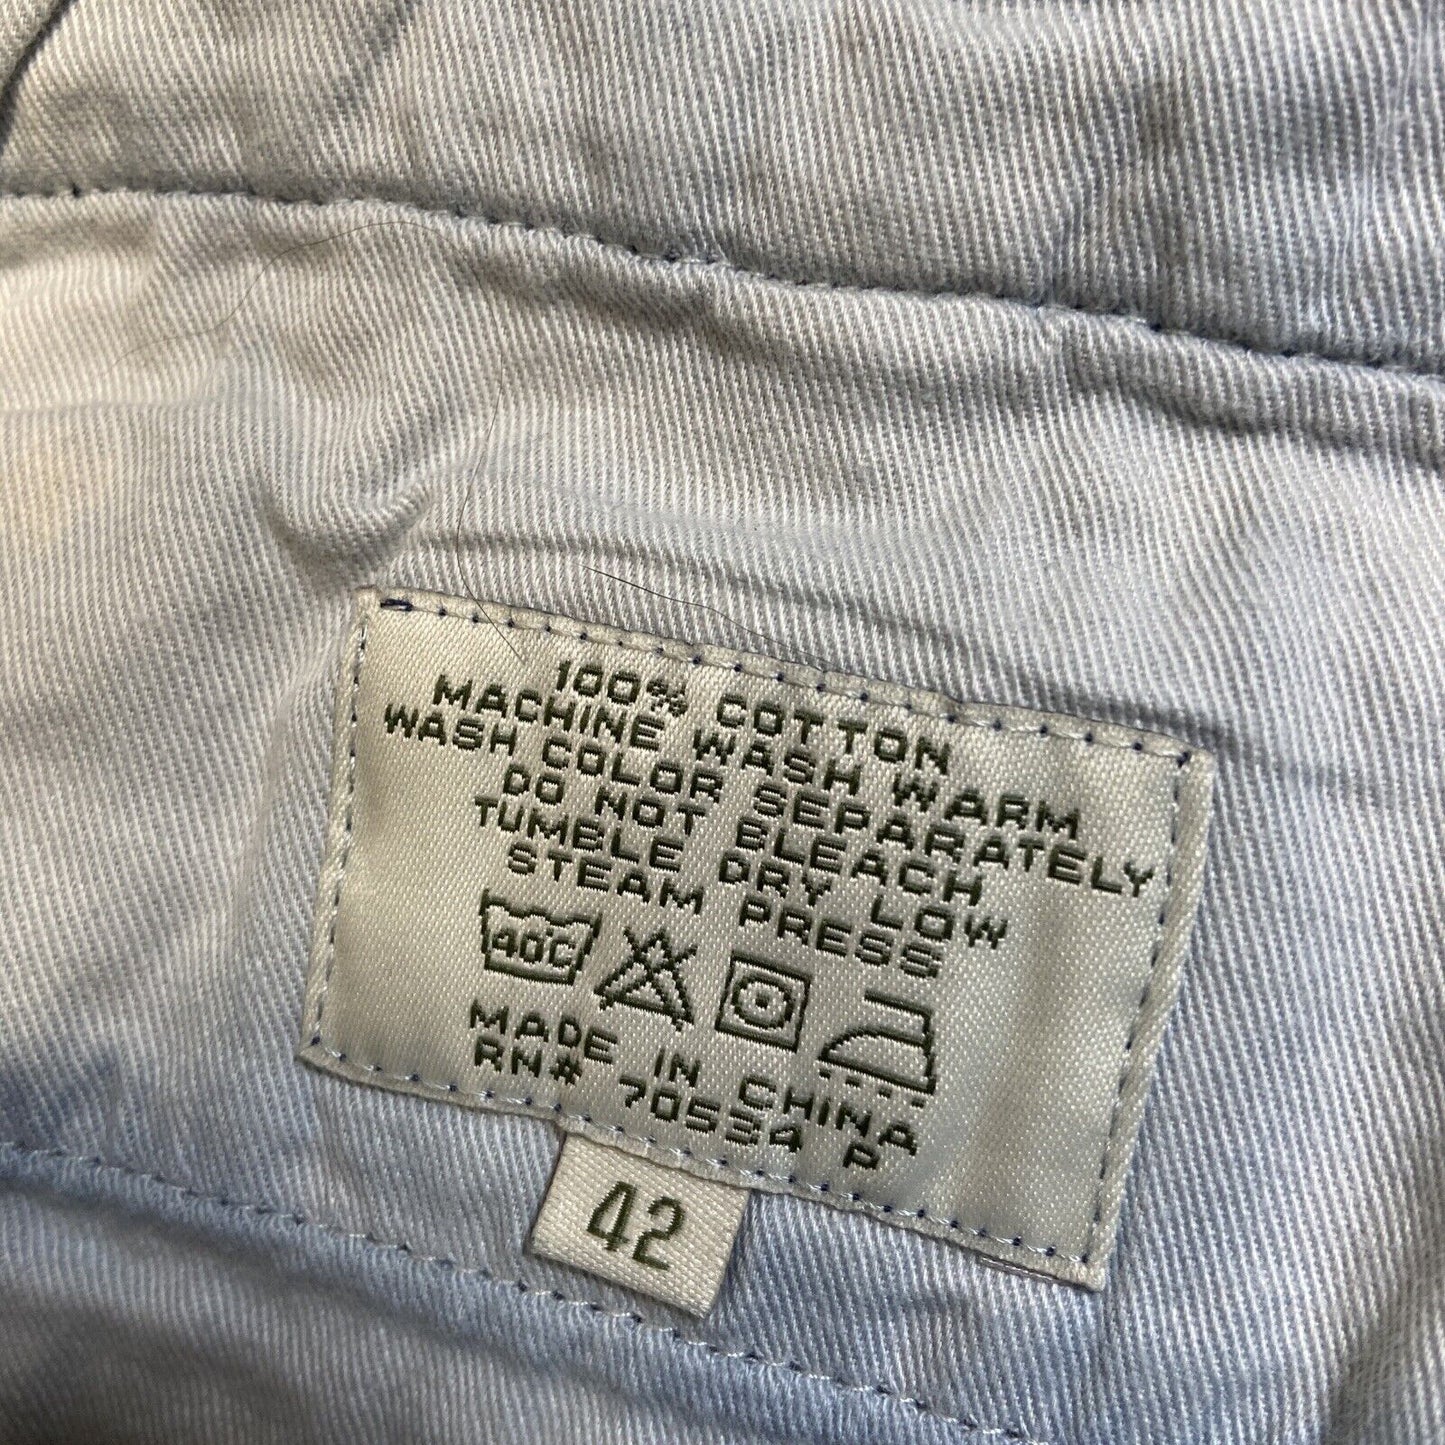 100% COTTON
MACHINE WASH WARM
WASH COLOR SEPARATELY
DO NOT BLEACH
TUMBLE DRY LOW
STEAM PRESS
40C
MADE IN CHINA
RN# 70534 P
42